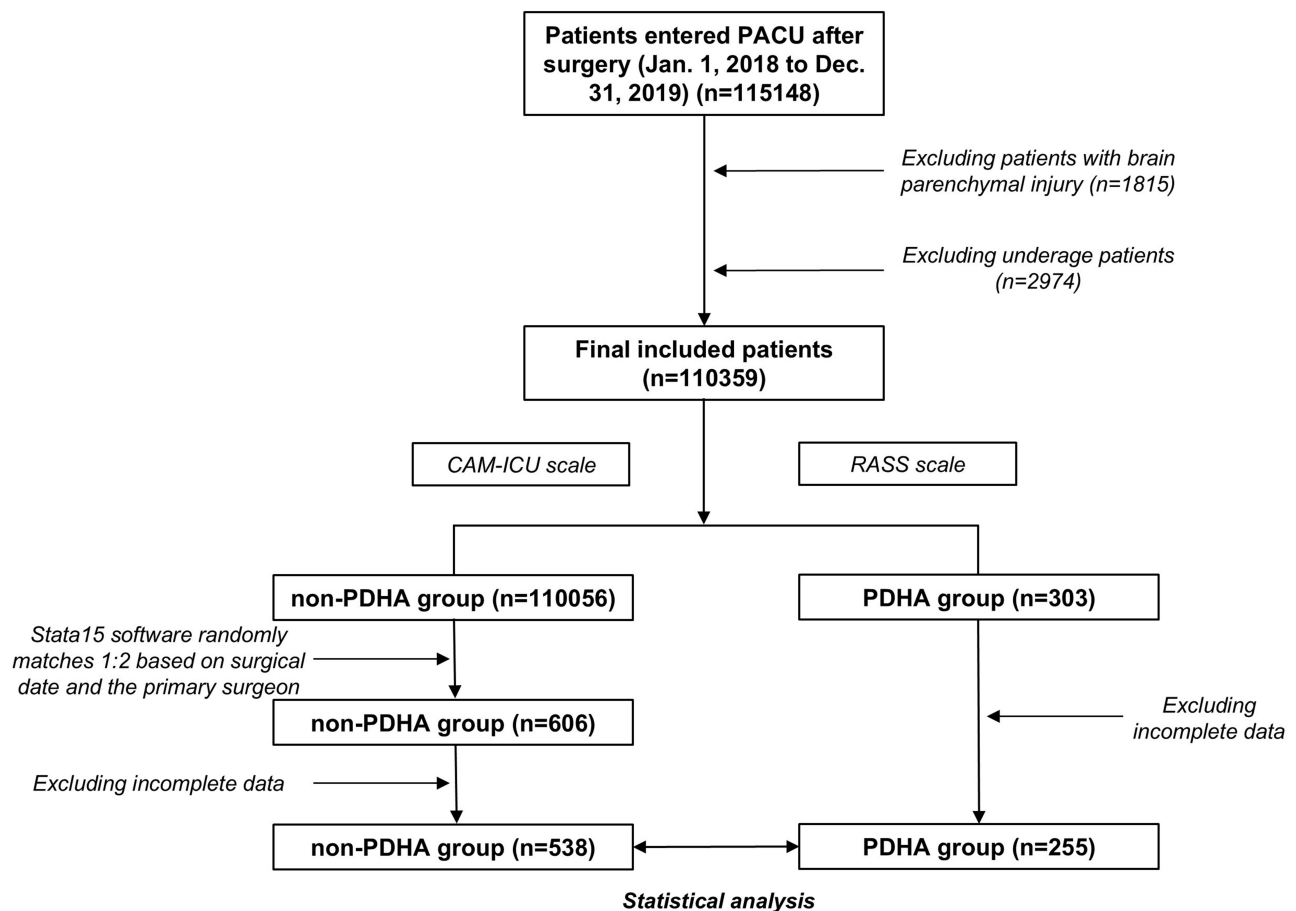 Patients entered PACU after
surgery (Jan. 1, 2018 to Dec.
31, 2019) (n=115148)
Excluding patients with brain
parenchymal injury (n=1815)
Excluding underage patients
(n=2974)
Final included patients
(n=110359)
CAM-ICU scale
RASS scale
non-PDHA group (n=110056)
PDHA group (n=303)
Stata15 software randomly
matches 1:2 based on surgical
date and the primary surgeon
non-PDHA group (n=606)
Excluding
incomplete data
Excluding incomplete data
non-PDHA group (n=538)
PDHA group (n=255)
Statistical analysis